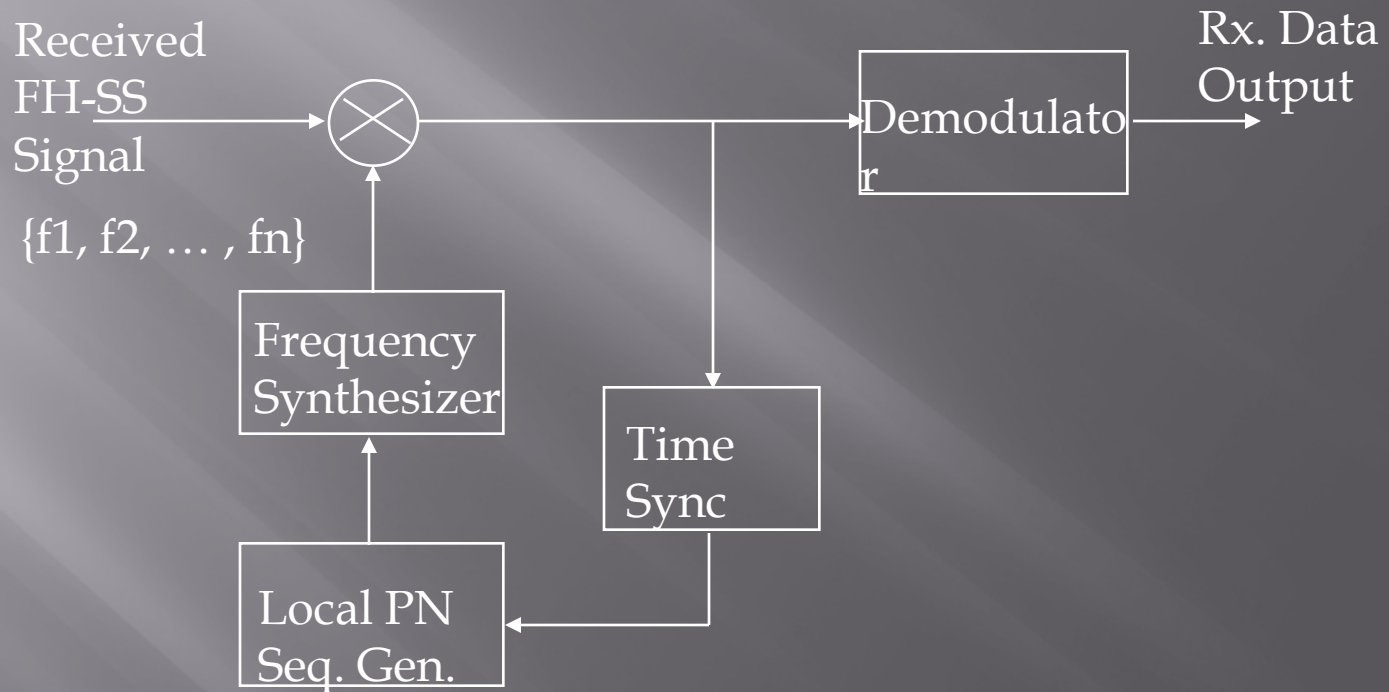 Received
FH-SS
Signal
{f1, f2, … , fn}
Demodulato
r
Rx. Data
Output
Frequency
Synthesizer
Time
Sync
Local PN
Seq. Gen.